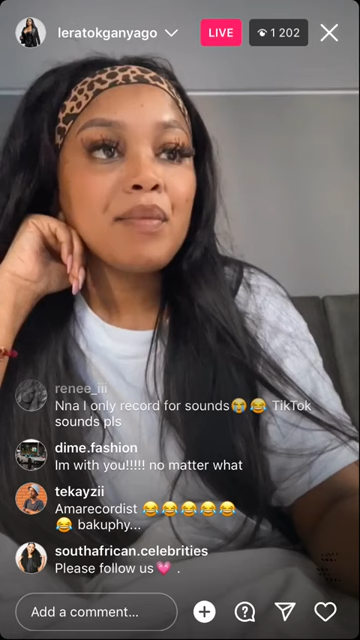 leratokganyago
LIVE
1 202
renee_iii
Nna I only record for sounds😭😂 TikTok
sounds pls
dime.fashion
Im with you!!!!! no matter what
tekayzii
Amarecordist 😂😂😂😂😂
😂 bakuphy...
southafrican.celebrities
Please follow us💗 .
Add a comment...